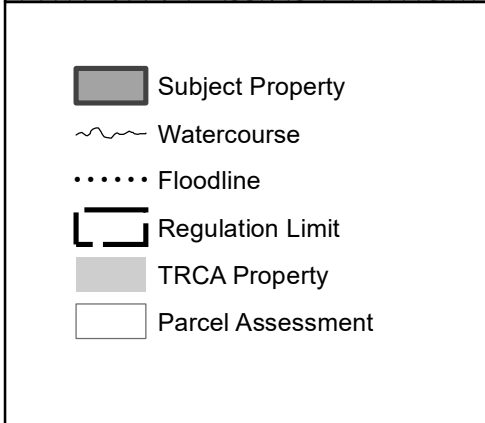 Subject Property
Watercourse
Floodline
Regulation Limit
TRCA Property
Parcel Assessment